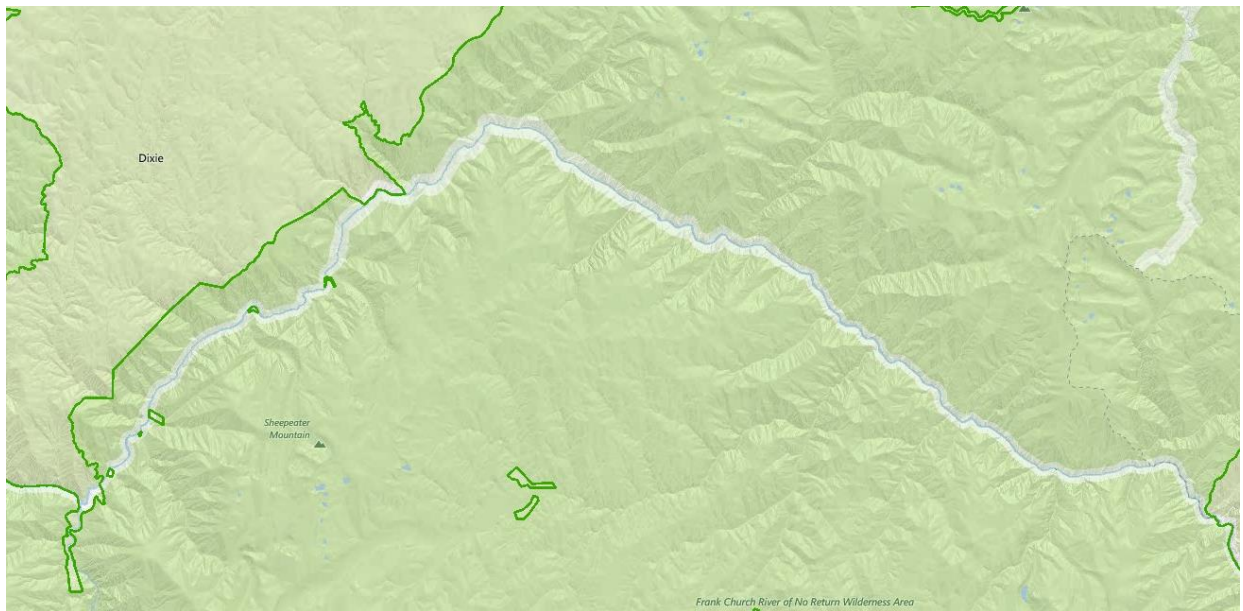 Dixie
Sheepeater
Mountain
Frank Church River of No Return Wilderness Area